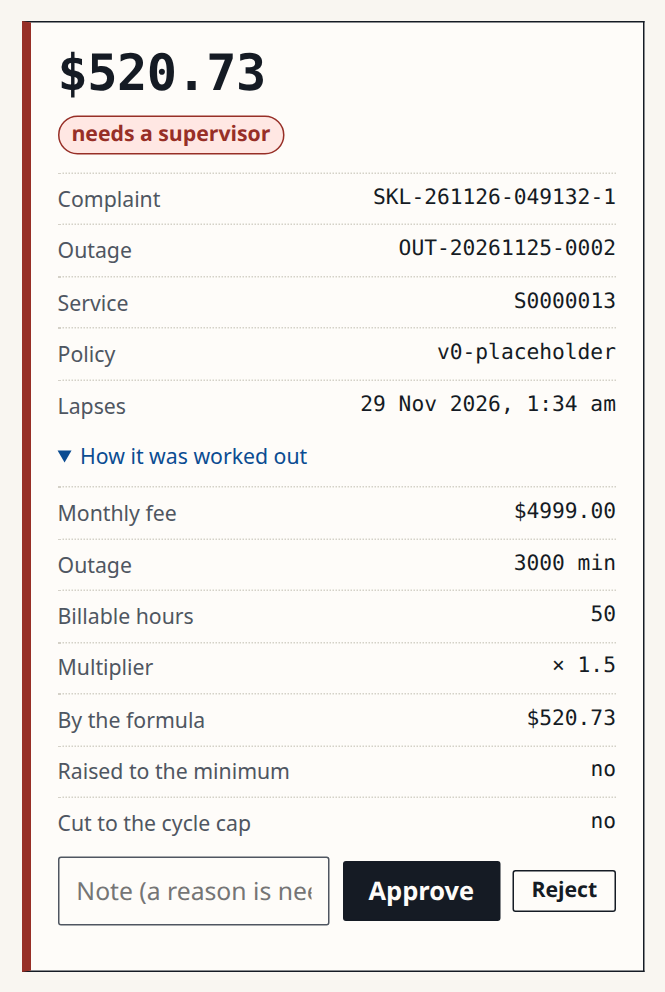 $520.73
needs a supervisor
Complaint SKL-261126-049132-1
Outage OUT-20261125-0002
Service S0000013
Policy v0-placeholder
Lapses 29 Nov 2026, 1:34 am
▼ How it was worked out
Monthly fee $4999.00
Outage 3000 min
Billable hours 50
Multiplier × 1.5
By the formula $520.73
Raised to the minimum no
Cut to the cycle cap no
Note (a reason is nee Approve Reject